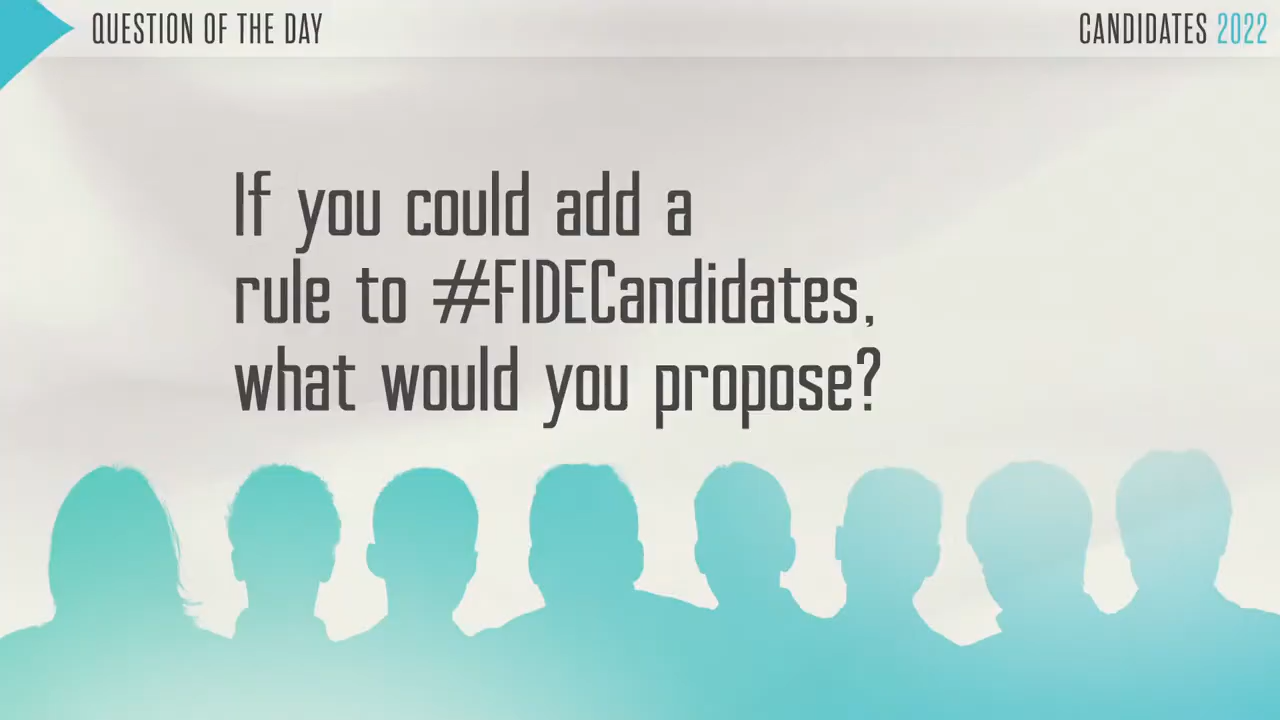 QUESTION OF THE DAY
CANDIDATES 2022
If you could add a
rule to #FIDECandidates,
what would you propose?